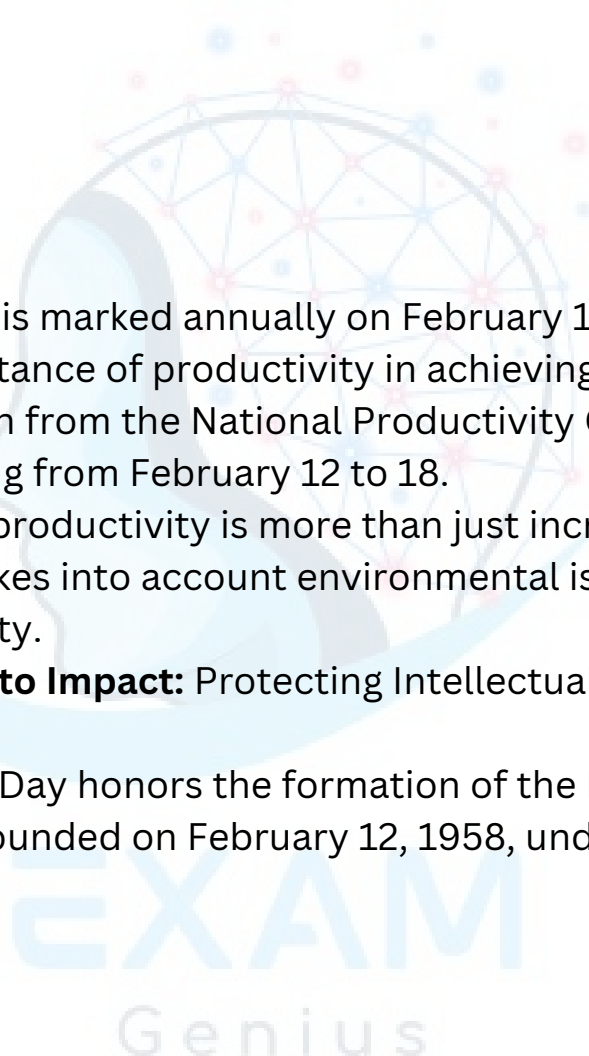 is marked annually on February 1
tance of productivity in achieving
n from the National Productivity
g from February 12 to 18.
productivity is more than just incr
kes into account environmental is
ty.
to Impact: Protecting Intellectua
Day honors the formation of the
ounded on February 12, 1958, und
EXAM
Genius